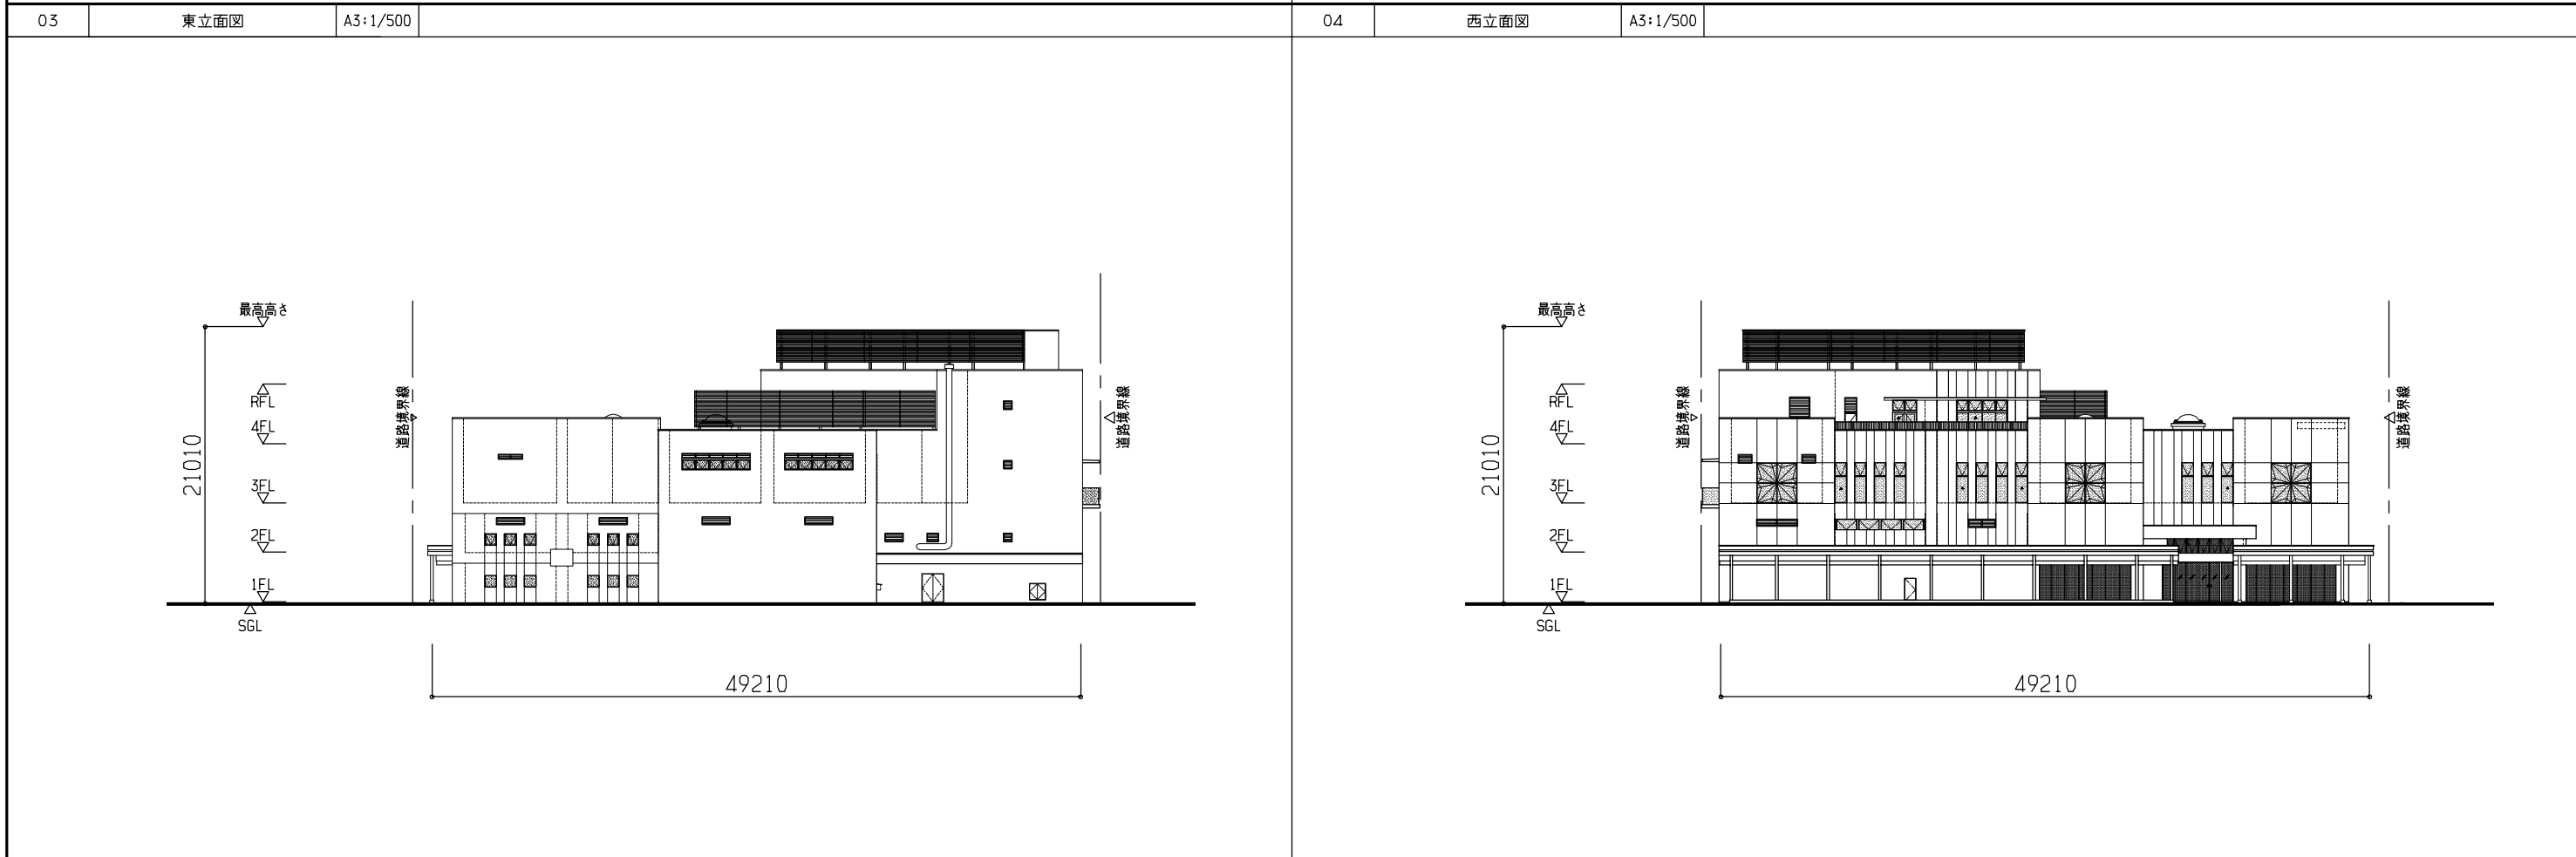 03 東立面図 A3:1/500
最高高さ
RFL
4FL
3FL
2FL
1FL
SGL
21010
道路境界線
道路境界線
49210
04 西立面図 A3:1/500
最高高さ
RFL
4FL
3FL
2FL
1FL
SGL
21010
道路境界線
道路境界線
49210